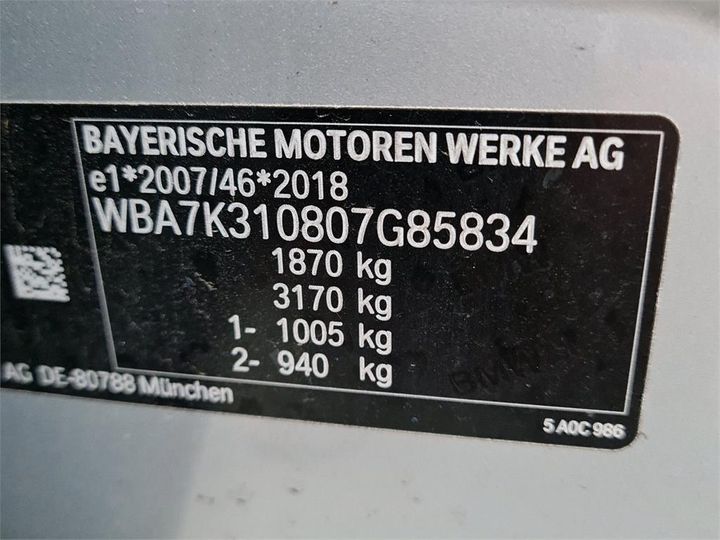 BAYERISCHE MOTOREN WERKE AG
e1*2007/46*2018
WBA7K310807G85834
1870 kg
3170 kg
1- 1005 kg
2- 940 kg
BMW
AG DE-80788 München
5 A0C 986